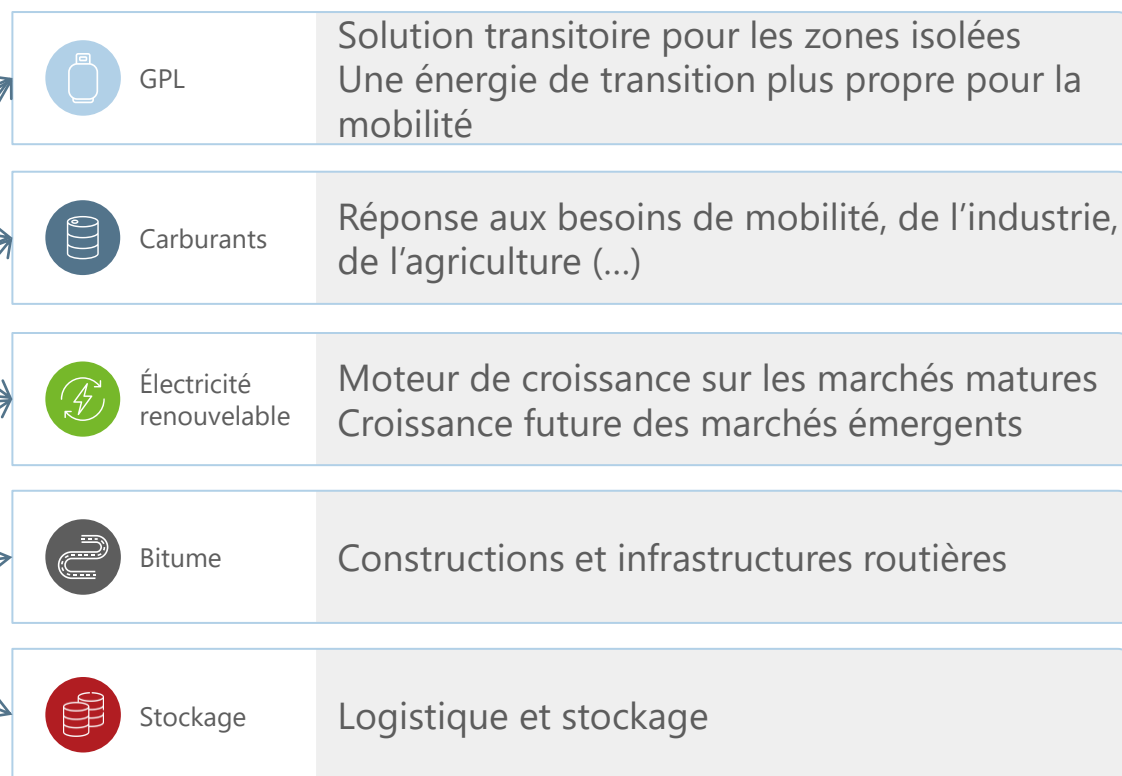 GPL
Solution transitoire pour les zones isolées
Une énergie de transition plus propre pour la
mobilité
Carburants
Réponse aux besoins de mobilité, de l’industrie,
de l’agriculture (…)
Électricité
renouvelable
Moteur de croissance sur les marchés matures
Croissance future des marchés émergents
Bitume
Constructions et infrastructures routières
Stockage
Logistique et stockage